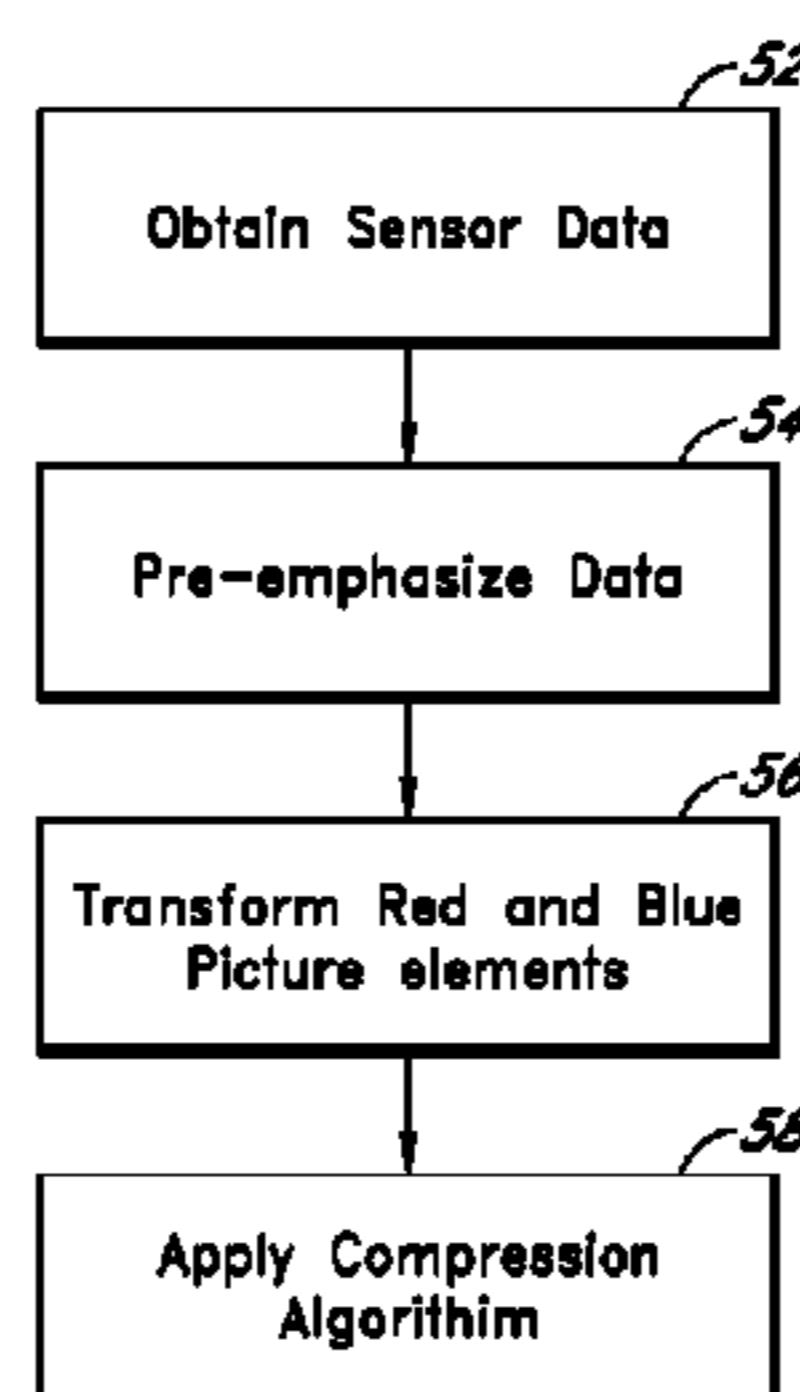 52
Obtain Sensor Data
54
Pre-emphasize Data
56
Transform Red and Blue
Picture elements
58
Apply Compression
Algorithim